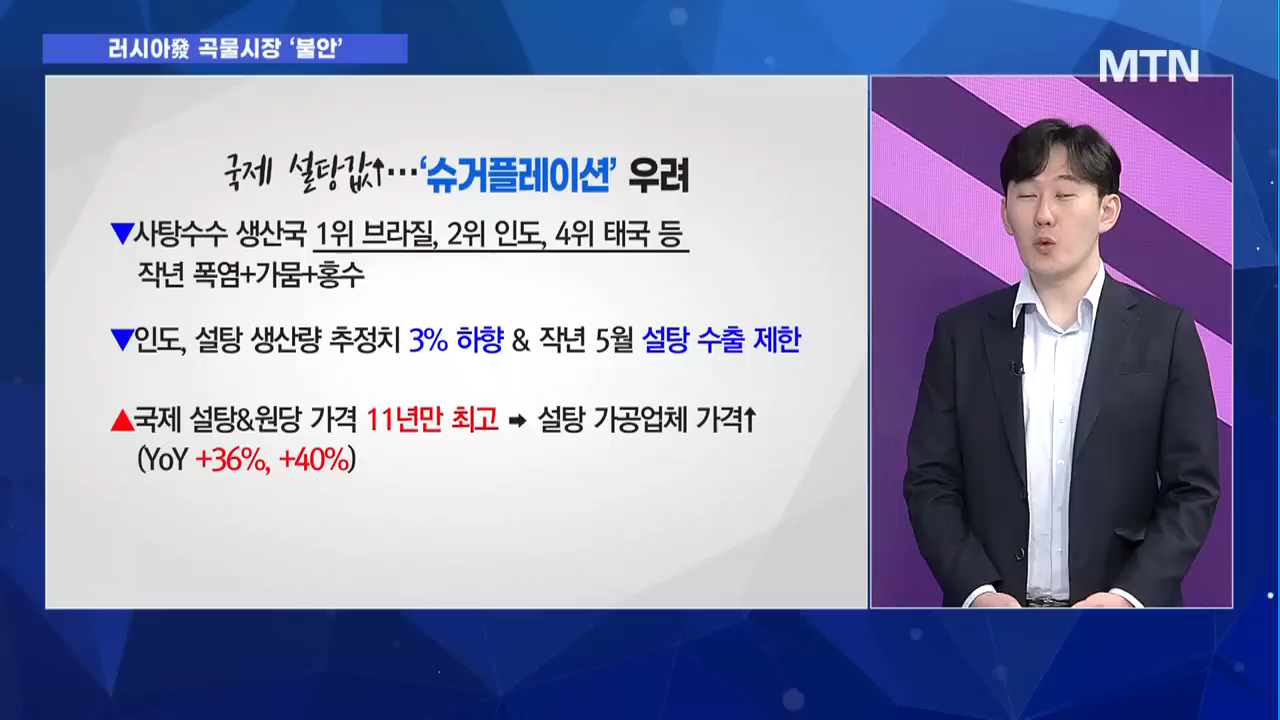 러시아發 곡물시장 ‘불안’
MTN
국제 설탕값↑…‘슈거플레이션’ 우려
▼사탕수수 생산국 1위 브라질, 2위 인도, 4위 태국 등
작년 폭염+가뭄+홍수
▼인도, 설탕 생산량 추정치 3% 하향 & 작년 5월 설탕 수출 제한
▲국제 설탕&원당 가격 11년만 최고 ➡ 설탕 가공업체 가격↑
(YoY +36%, +40%)